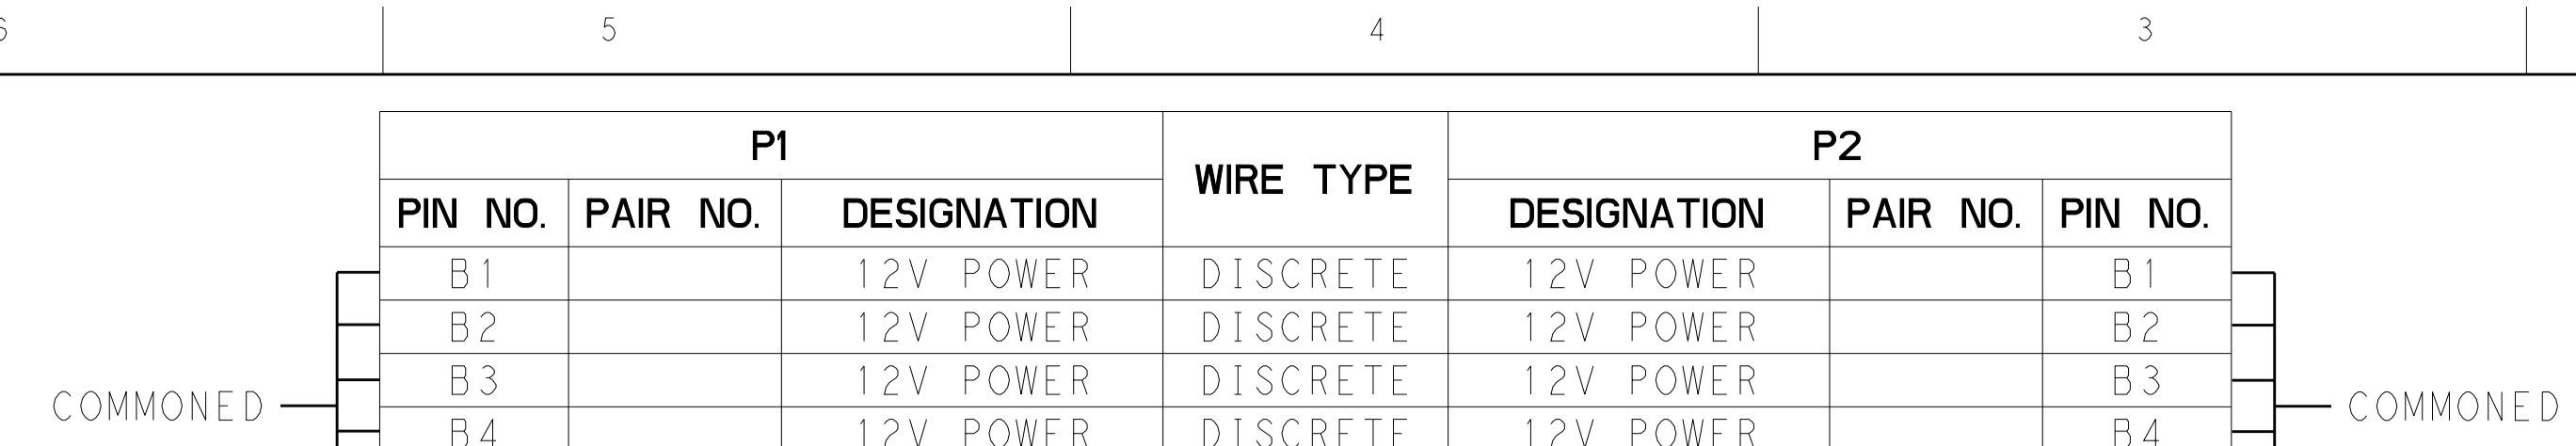 6 5 4 3
P1 WIRE TYPE P2
PIN NO. PAIR NO. DESIGNATION DESIGNATION PAIR NO. PIN NO.
B1 12V POWER DISCRETE 12V POWER B1
B2 12V POWER DISCRETE 12V POWER B2
B3 12V POWER DISCRETE 12V POWER B3
COMMONED COMMONED
B4 12V POWER DISCRETE 12V POWER B4